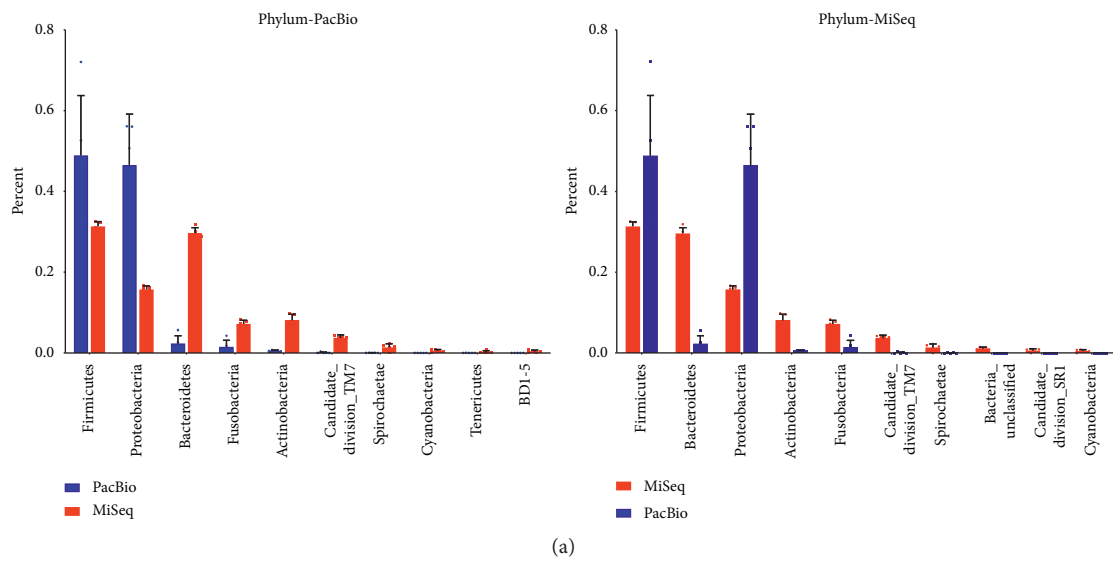 Phylum-PacBio
Percent
0.8
0.6
0.4
0.2
0.0
Firmicutes
Proteobacteria
Bacteroidetes
Fusobacteria
Actinobacteria
Candidate_
division_TM7
Spirochaetae
Cyanobacteria
Tenericutes
BD1-5
PacBio
MiSeq
Phylum-MiSeq
Percent
0.8
0.6
0.4
0.2
0.0
Firmicutes
Bacteroidetes
Proteobacteria
Actinobacteria
Fusobacteria
Candidate_
division_TM7
Spirochaetae
Bacteria_
unclassified
Candidate_
division_SR1
Cyanobacteria
MiSeq
PacBio
(a)